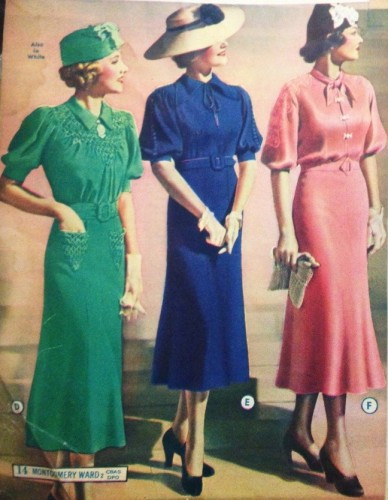 Also
in
White
D
E
F
14 MONTGOMERY WARD